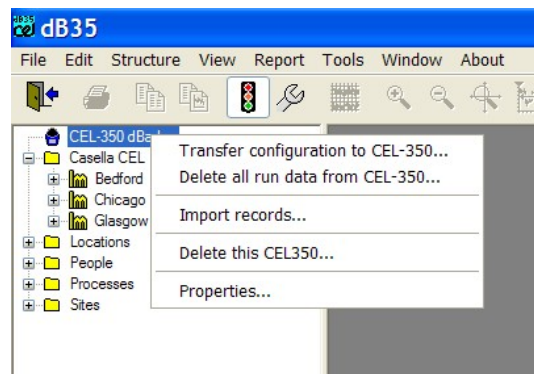 dB35
File Edit Structure View Report Tools Window About
CEL-350 dBa
Casella CEL
Bedford
Chicago
Glasgow
Locations
People
Processes
Sites
Transfer configuration to CEL-350...
Delete all run data from CEL-350...
Import records...
Delete this CEL350...
Properties...